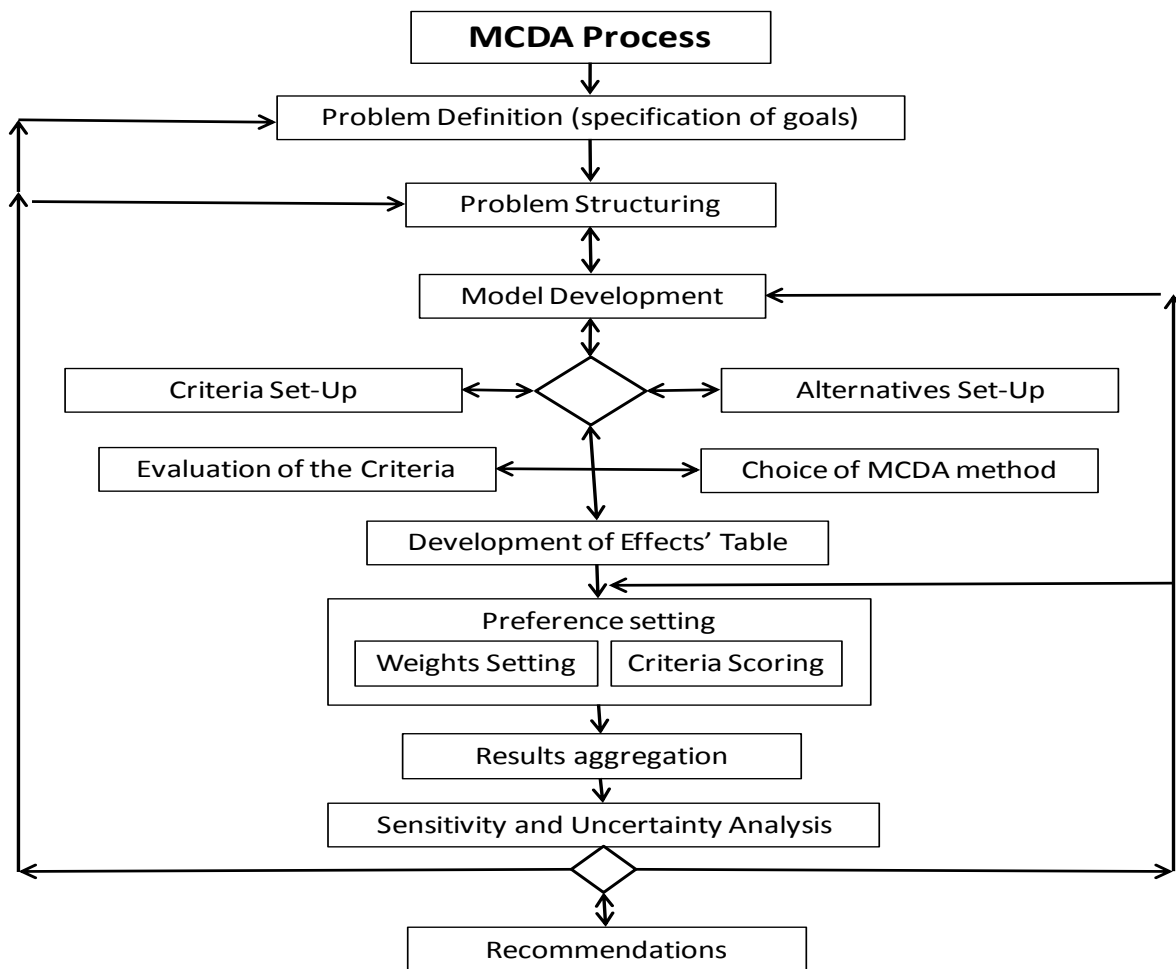 MCDA Process
Problem Definition (specification of goals)
Problem Structuring
Model Development
Criteria Set-Up
Alternatives Set-Up
Evaluation of the Criteria
Choice of MCDA method
Development of Effects’ Table
Preference setting
Weights Setting
Criteria Scoring
Results aggregation
Sensitivity and Uncertainty Analysis
Recommendations